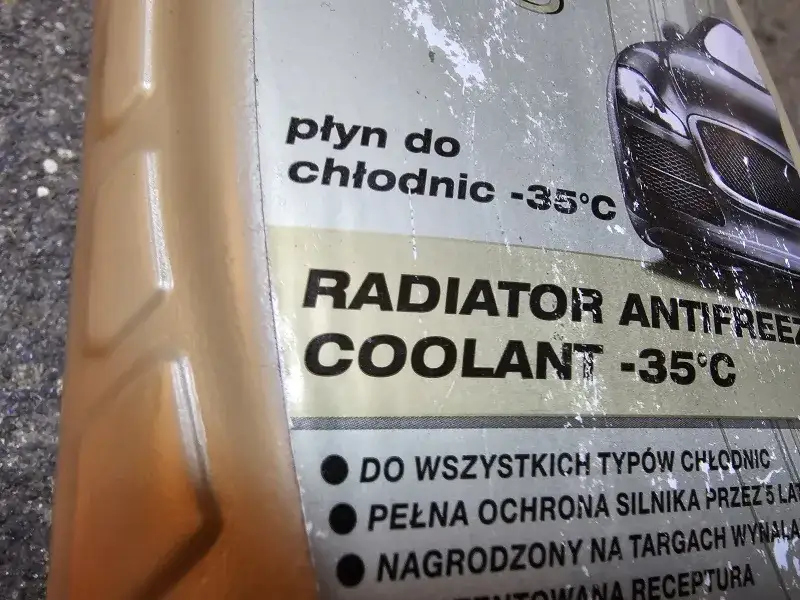 płyn do
chłodnic -35°C
RADIATOR ANTIFREEZ
COOLANT -35°C
● DO WSZYSTKICH TYPÓW CHŁODNIC
● PEŁNA OCHRONA SILNIKA PRZEZ 5 LAT
● NAGRODZONY NA TARGACH
RECEPTURA